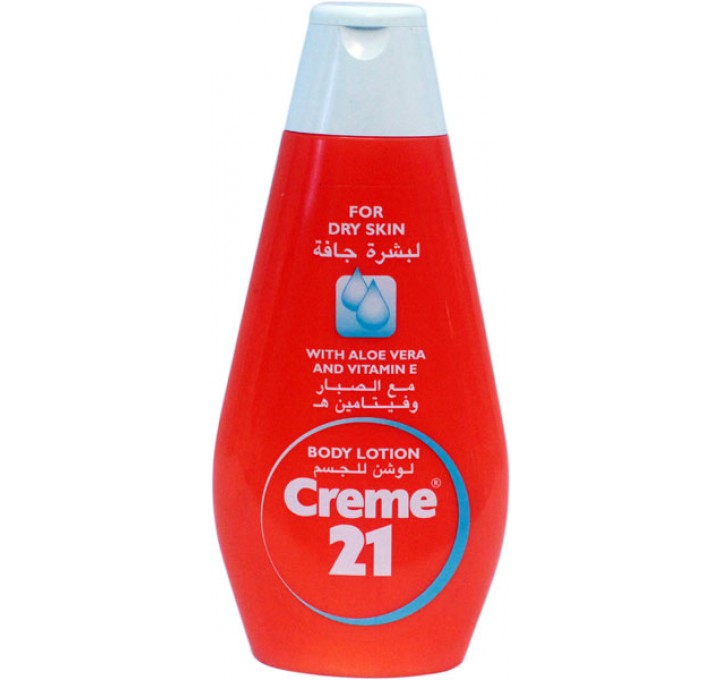 FOR
DRY SKIN
لبشرة جافة
WITH ALOE VERA
AND VITAMIN E
مع الصبار
وفيتامين هـ
BODY LOTION
لوشن للجسم
Creme®
21